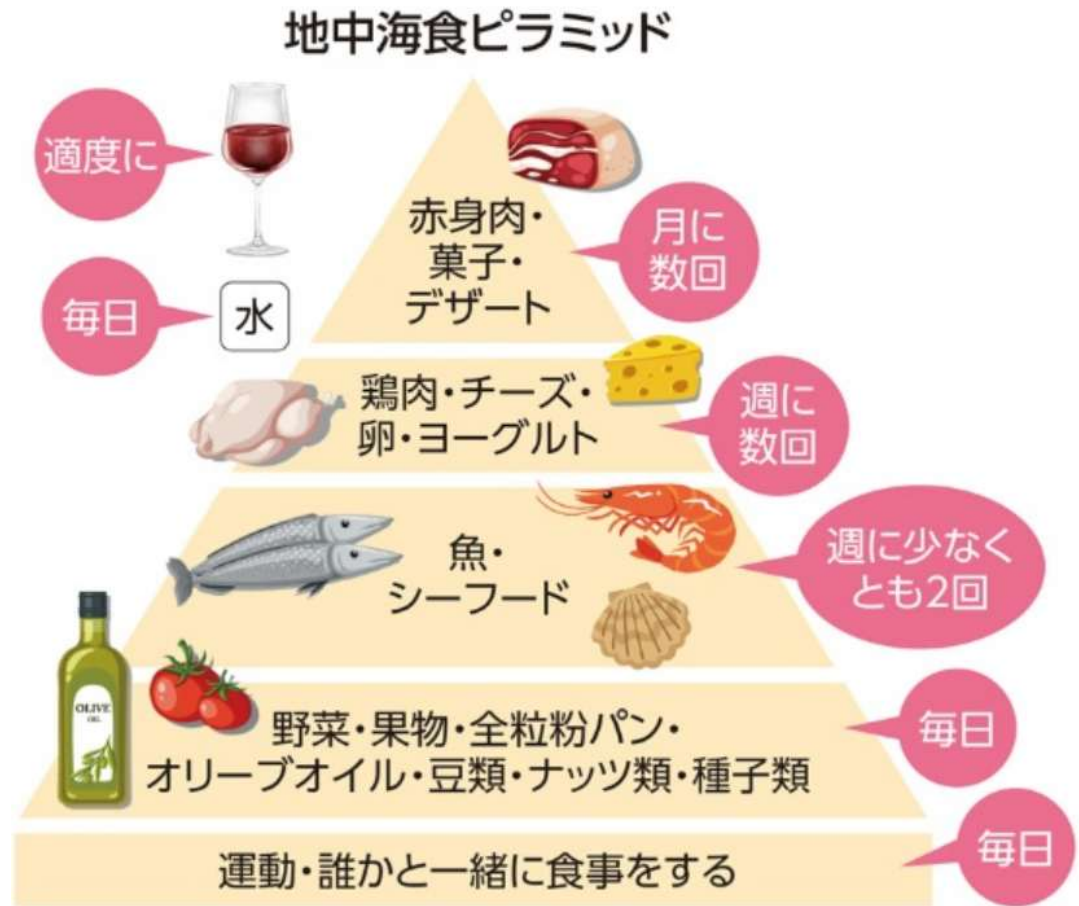 地中海食ピラミッド
適度に
赤身肉・
菓子・
デザート
月に
数回
毎日
水
鶏肉・チーズ・
卵・ヨーグルト
週に
数回
魚・
シーフード
週に少なく
とも2回
OLIVE
OIL
野菜・果物・全粒粉パン・
オリーブオイル・豆類・ナッツ類・種子類
毎日
運動・誰かと一緒に食事をする
毎日